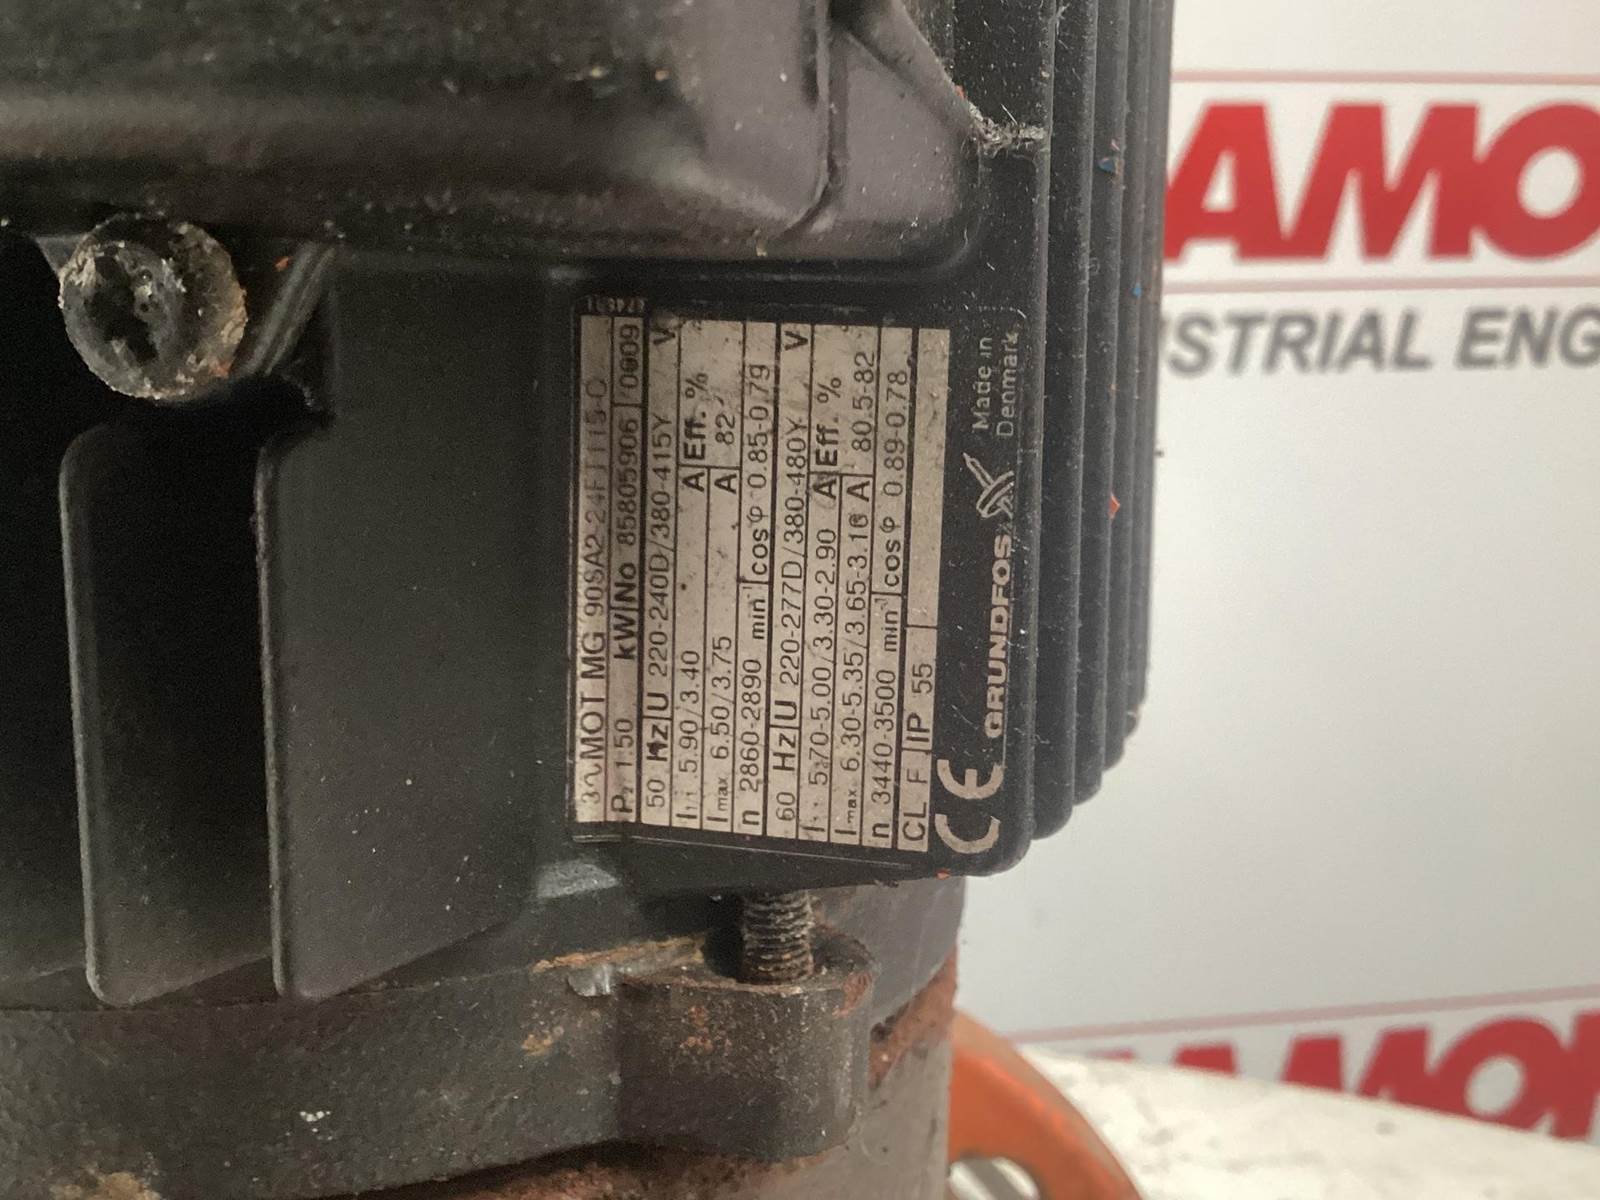 3~MOT MG 90SA2-24FT115-C
P₂ 1.50 kW No 85805906 0009
50 Hz U 220-240D/380-415Y V
I1/1 5.90/3.40 A Eff. %
Imax 6.50/3.75 A 82
n 2860-2890 min⁻¹ cos φ 0.85-0.79
60 Hz U 220-277D/380-480Y V
5.70-5.00/3.30-2.90 A Eff. %
Imax. 6.30-5.35/3.65-3.10 A 80.5-82
n 3440-3500 min⁻¹ cos φ 0.89-0.78
CL F IP 55
CE GRUNDFOS Made in
Denmark
AMO
STRIAL ENG
AMO